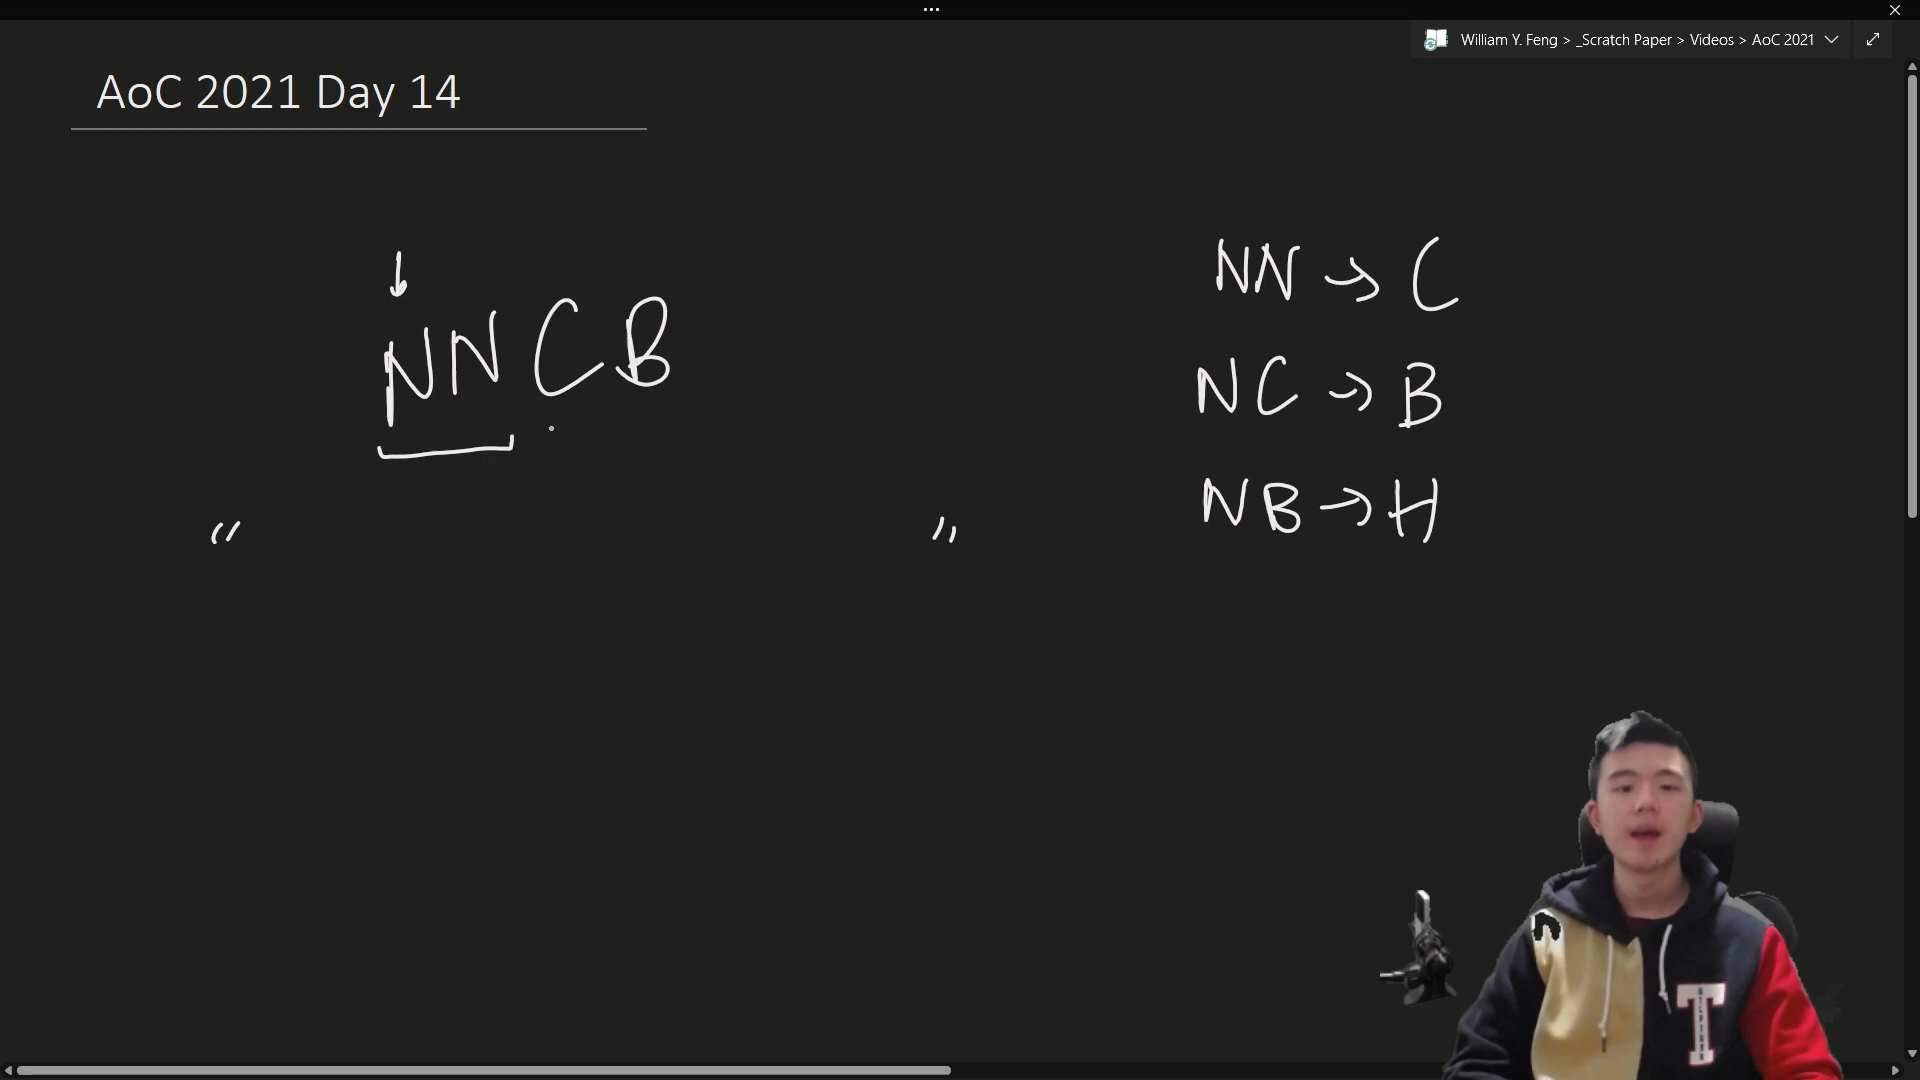 William Y. Feng > _Scratch Paper > Videos > AoC 2021
AoC 2021 Day 14
NNCB
NN → C
NC → B
NB → H
" "
T